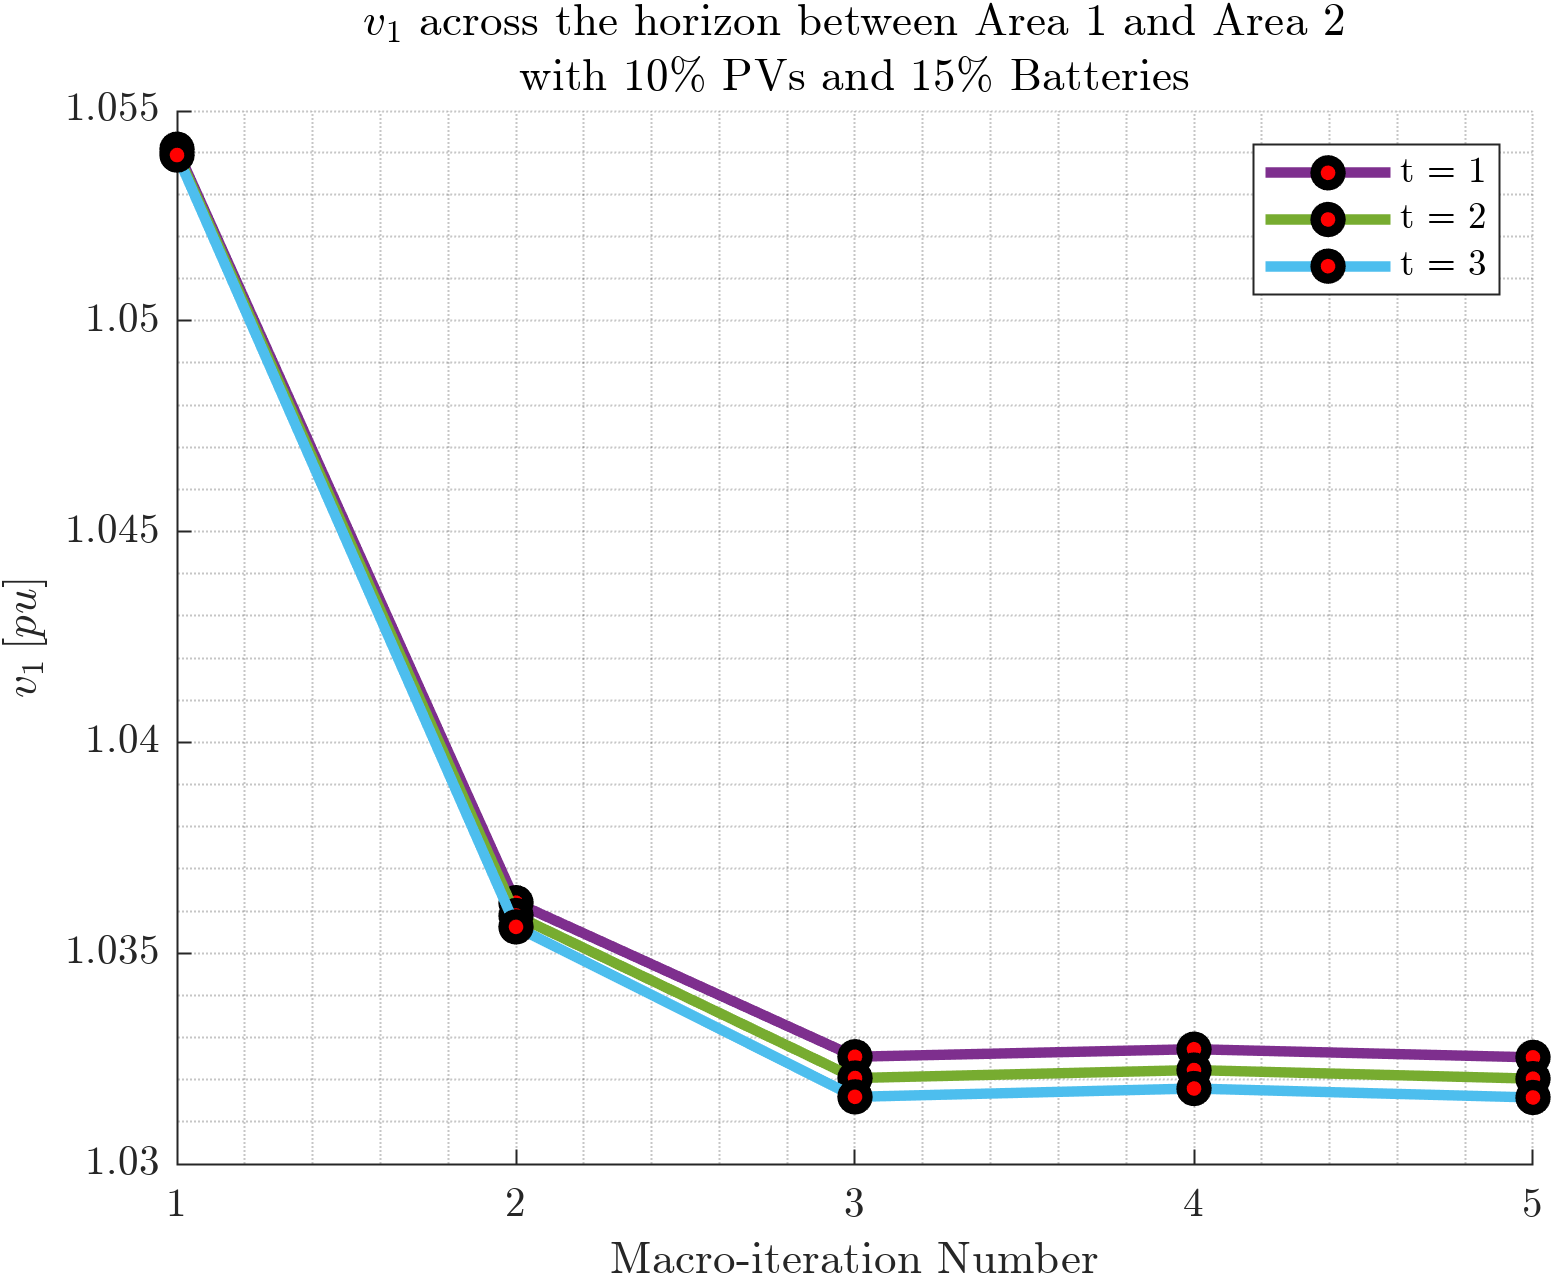 v₁ across the horizon between Area 1 and Area 2
with 10% PVs and 15% Batteries
1.055
1.05
1.045
1.04
1.035
1.03
v₁ [pu]
t = 1
t = 2
t = 3
1 2 3 4 5
Macro-iteration Number